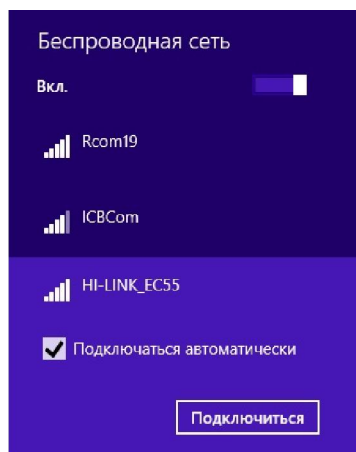 Беспроводная сеть
Вкл.
Rcom19
ICBCom
HI-LINK_EC55
Подключаться автоматически
Подключиться